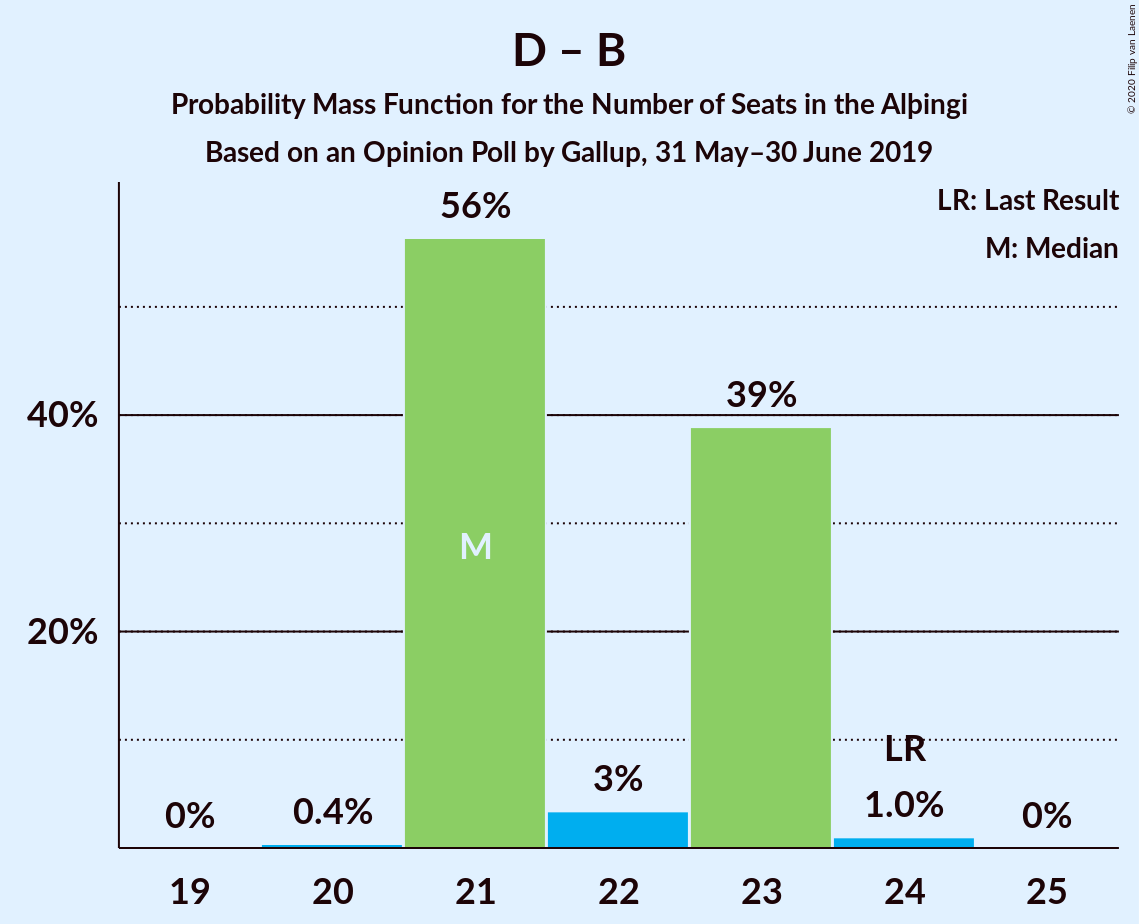 D – B
Probability Mass Function for the Number of Seats in the Alþingi
Based on an Opinion Poll by Gallup, 31 May–30 June 2019
© 2020 Filip van Laenen
LR: Last Result
M: Median
56%
39%
40%
M
20%
LR
0%
0.4%
3%
1.0%
0%
19
20
21
22
23
24
25